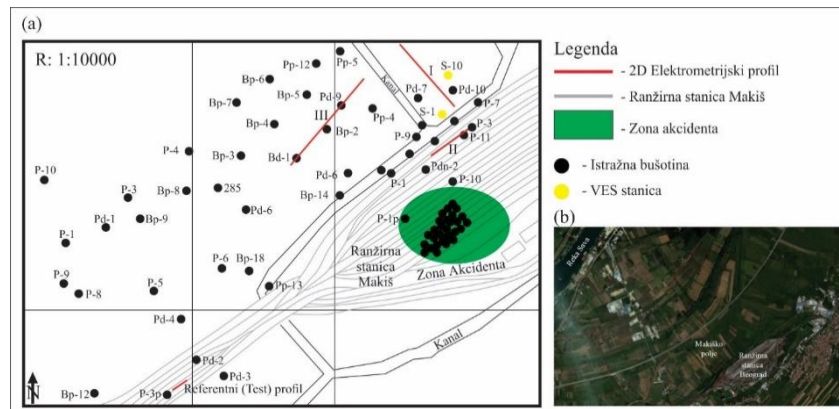 (a)
R: 1:10000
Pp-12
Pp-5
Bp-6
Kanal
I
S-10
Bp-5
Pd-9
Pd-7
Pd-10
Bp-7
III
Pp-4
S-1
P-7
Bp-4
Bp-2
P-3
P-9
P-11
P-4
Bp-3
Bd-1
II
P-10
Pd-6
P-1
Pdn-2
P-3
Bp-8
285
Bp-14
P-10
Pd-1
Bp-9
Pd-6
P-1p
P-1
Ranžirna
stanica
Makiš
Zona Akcidenta
P-6
Bp-18
P-9
P-8
P-5
Pp-13
Pd-4
Kanal
Pd-2
Pd-3
N
Bp-12
P-3p
Referentni (Test) profil
Legenda
- 2D Elektrometrijski profil
- Ranžirna stanica Makiš
- Zona akcidenta
- Istražna bušotina
- VES stanica
(b)
Reka Sava
Makiško
polje
Ranžirna
stanica
Beograd